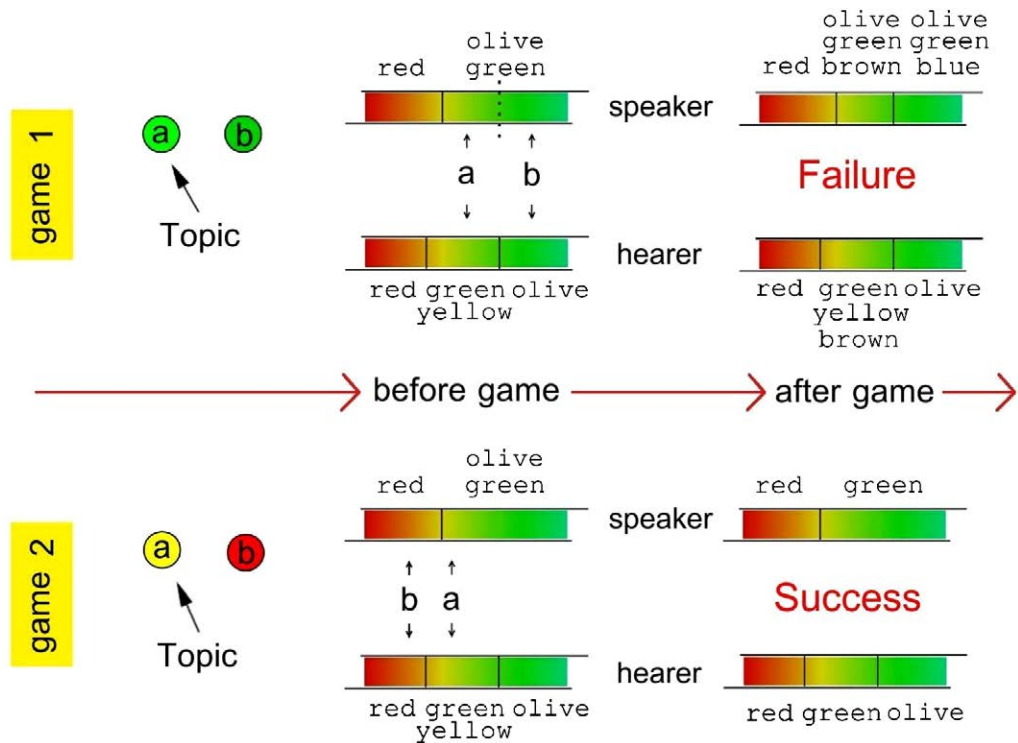 game 1
a b
Topic
red
olive
green
speaker
a b
hearer
red green olive
yellow
olive olive
green green
red brown blue
Failure
red green olive
yellow
brown
before game
after game
game 2
a b
Topic
red
olive
green
speaker
b a
hearer
red green olive
yellow
red green
Success
red green olive